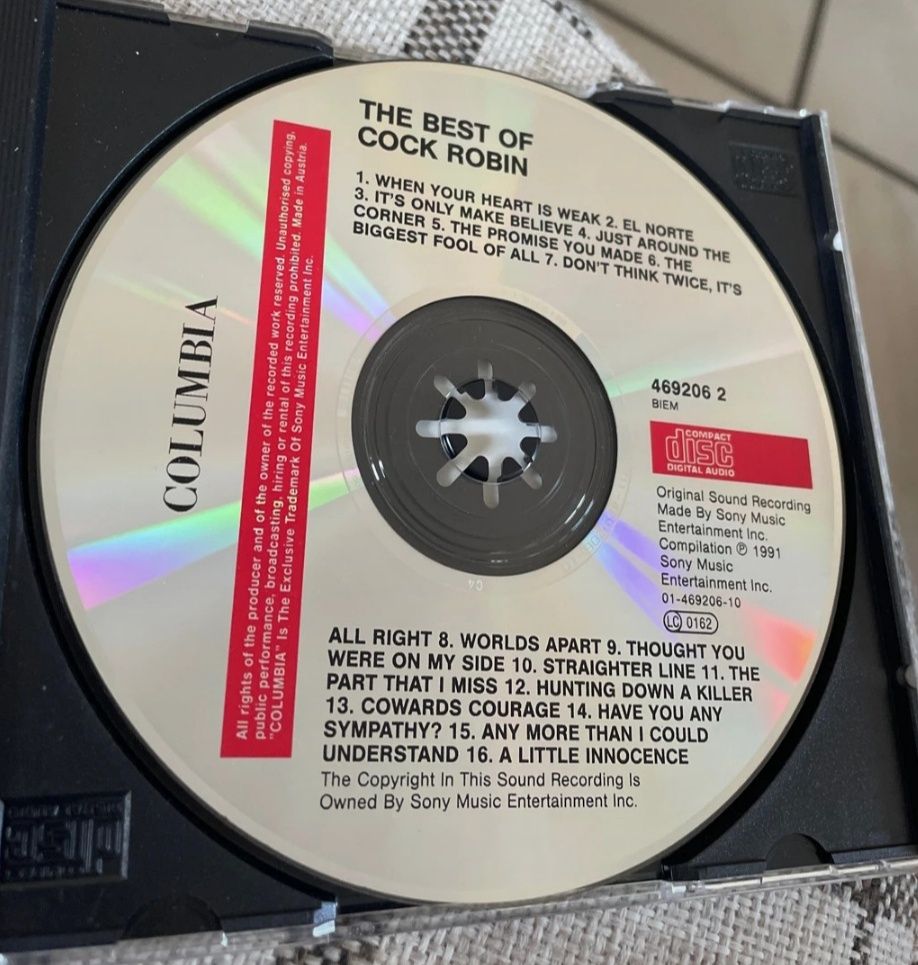 THE BEST OF
COCK ROBIN
1. WHEN YOUR HEART IS WEAK 2. EL NORTE
3. IT'S ONLY MAKE BELIEVE 4. JUST AROUND THE
CORNER 5. THE PROMISE YOU MADE 6. THE
BIGGEST FOOL OF ALL 7. DON'T THINK TWICE, IT'S
COLUMBIA
All rights of the producer and of the owner of the recorded work reserved. Unauthorised copying,
public performance, broadcasting, hiring or rental of this recording prohibited. Made in Austria.
"COLUMBIA" Is The Exclusive Trademark Of Sony Music Entertainment Inc.
469206 2
BIEM
COMPACT
disc
DIGITAL AUDIO
Original Sound Recording
Made By Sony Music
Entertainment Inc.
Compilation ℗ 1991
Sony Music
Entertainment Inc.
01-469206-10
LC 0162
ALL RIGHT 8. WORLDS APART 9. THOUGHT YOU
WERE ON MY SIDE 10. STRAIGHTER LINE 11. THE
PART THAT I MISS 12. HUNTING DOWN A KILLER
13. COWARDS COURAGE 14. HAVE YOU ANY
SYMPATHY? 15. ANY MORE THAN I COULD
UNDERSTAND 16. A LITTLE INNOCENCE
The Copyright In This Sound Recording Is
Owned By Sony Music Entertainment Inc.